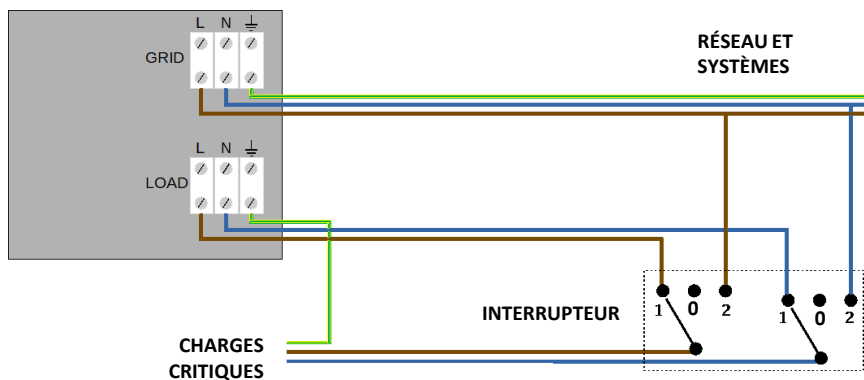 L N
GRID
RÉSEAU ET
SYSTÈMES
L N
LOAD
INTERRUPTEUR
1 0 2 1 0 2
CHARGES
CRITIQUES